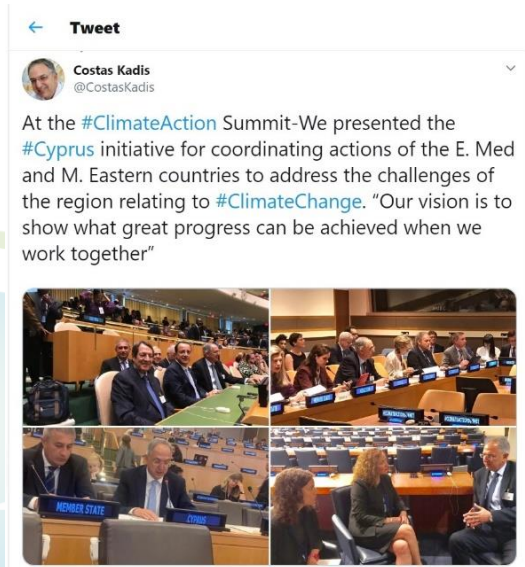 Tweet
Costas Kadis
@CostasKadis
At the #ClimateAction Summit-We presented the
#Cyprus initiative for coordinating actions of the E. Med
and M. Eastern countries to address the challenges of
the region relating to #ClimateChange. “Our vision is to
show what great progress can be achieved when we
work together”
MEMBER STATE
CYPRUS